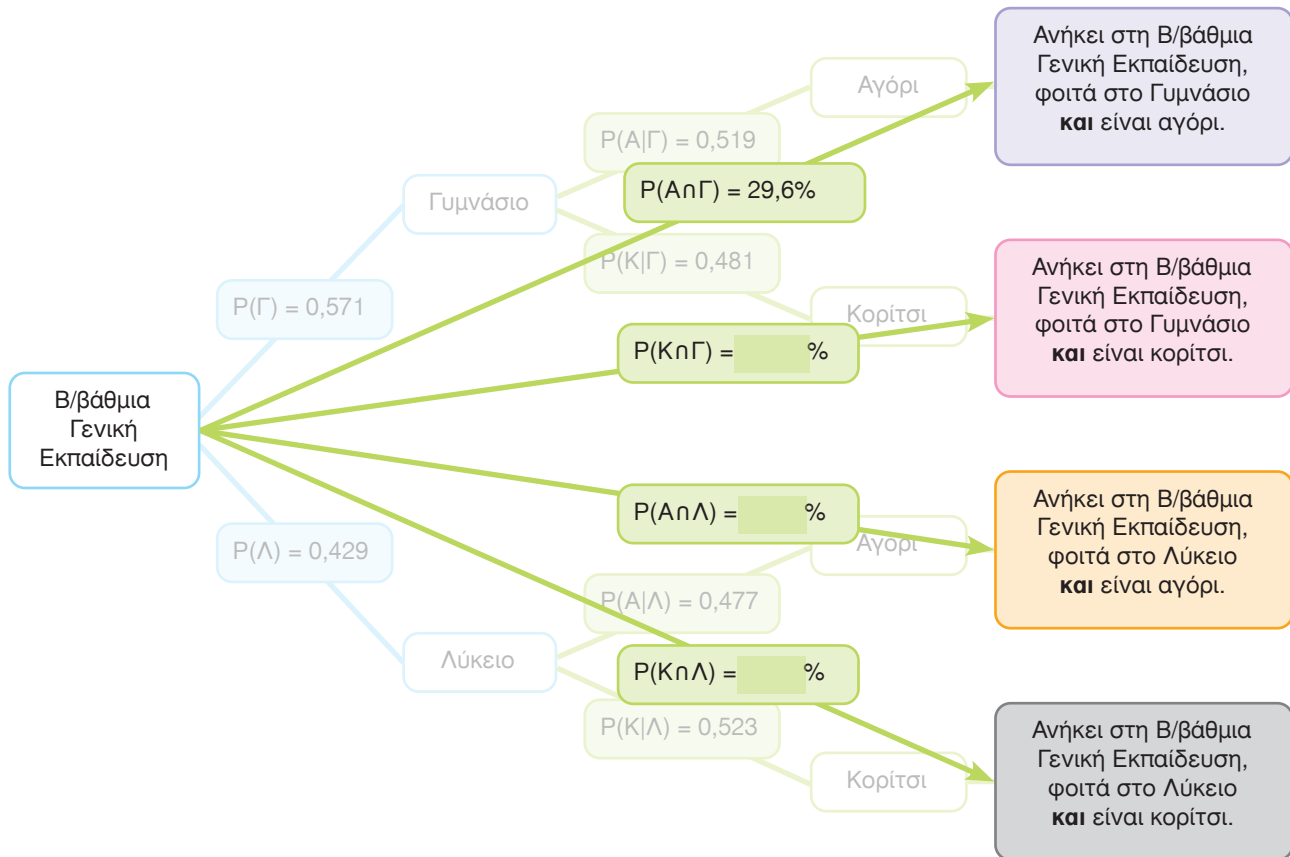 Β/βάθμια
Γενική
Εκπαίδευση
P(Γ) = 0,571
P(Λ) = 0,429
Γυμνάσιο
Λύκειο
P(A|Γ) = 0,519
P(A∩Γ) = 29,6%
P(K|Γ) = 0,481
P(K∩Γ) = %
P(A∩Λ) = %
P(A|Λ) = 0,477
P(K∩Λ) = %
P(K|Λ) = 0,523
Αγόρι
Κορίτσι
Αγόρι
Κορίτσι
Ανήκει στη Β/βάθμια
Γενική Εκπαίδευση,
φοιτά στο Γυμνάσιο
και είναι αγόρι.
Ανήκει στη Β/βάθμια
Γενική Εκπαίδευση,
φοιτά στο Γυμνάσιο
και είναι κορίτσι.
Ανήκει στη Β/βάθμια
Γενική Εκπαίδευση,
φοιτά στο Λύκειο
και είναι αγόρι.
Ανήκει στη Β/βάθμια
Γενική Εκπαίδευση,
φοιτά στο Λύκειο
και είναι κορίτσι.